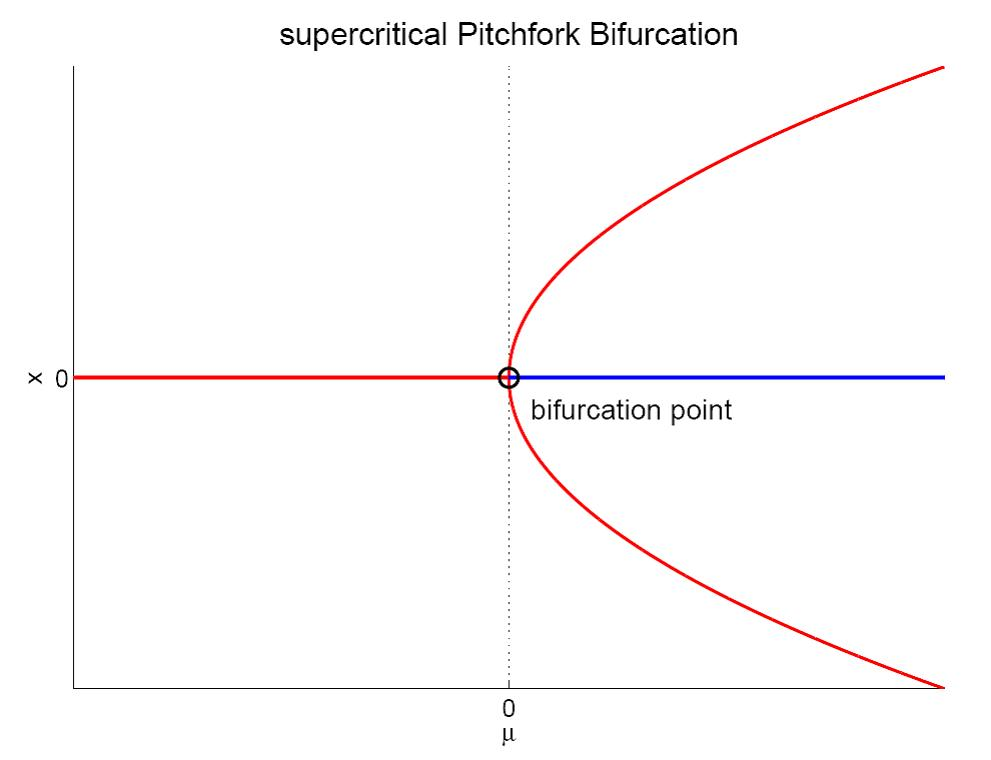 supercritical Pitchfork Bifurcation
x
0
bifurcation point
0
μ